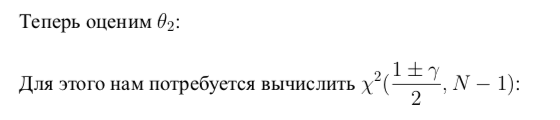 Теперь оценим θ₂:
Для этого нам потребуется вычислить χ²((1 ± γ)/2, N − 1):